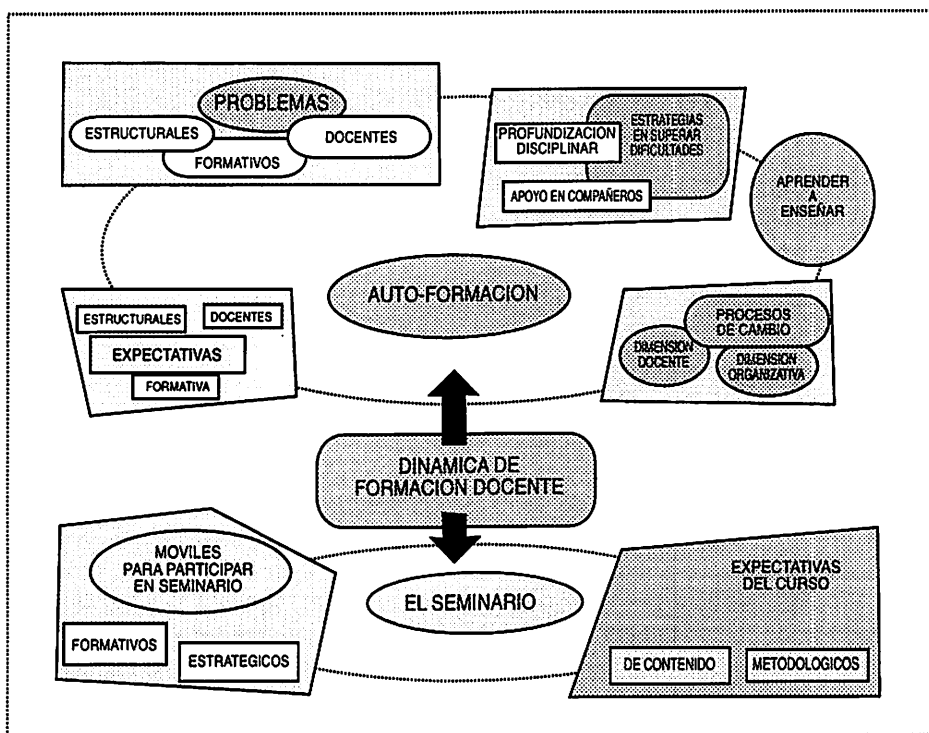 PROBLEMAS
ESTRUCTURALES
DOCENTES
FORMATIVOS
ESTRATEGIAS
EN SUPERAR
DIFICULTADES
PROFUNDIZACION
DISCIPLINAR
APOYO EN COMPAÑEROS
APRENDER
A
ENSEÑAR
AUTO-FORMACION
ESTRUCTURALES
DOCENTES
EXPECTATIVAS
FORMATIVA
PROCESOS
DE CAMBIO
DIMENSION
DOCENTE
DIMENSION
ORGANIZATIVA
DINAMICA DE
FORMACION DOCENTE
MOVILES
PARA PARTICIPAR
EN SEMINARIO
FORMATIVOS
ESTRATEGICOS
EL SEMINARIO
EXPECTATIVAS
DEL CURSO
DE CONTENIDO
METODOLOGICOS